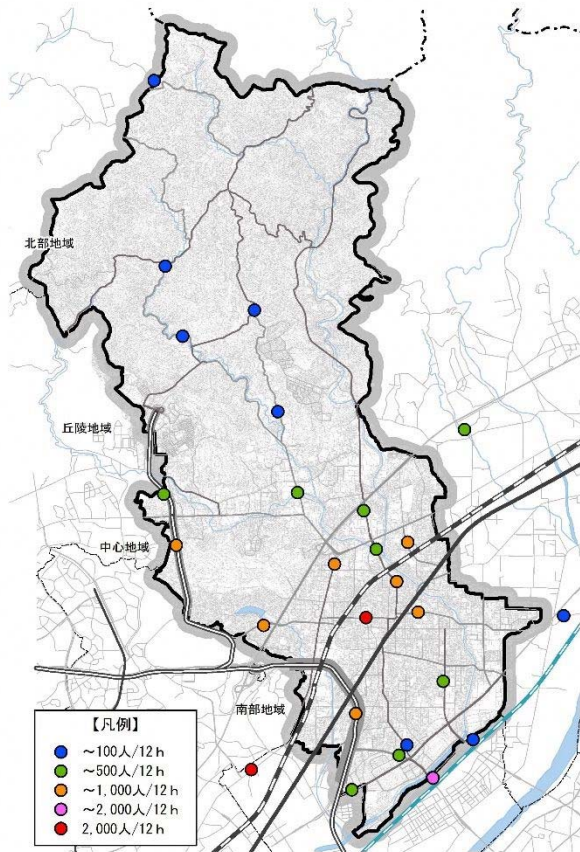 北部地域
丘陵地域
中心地域
南部地域
【凡例】
～100人/12h
～500人/12h
～1,000人/12h
～2,000人/12h
2,000人/12h